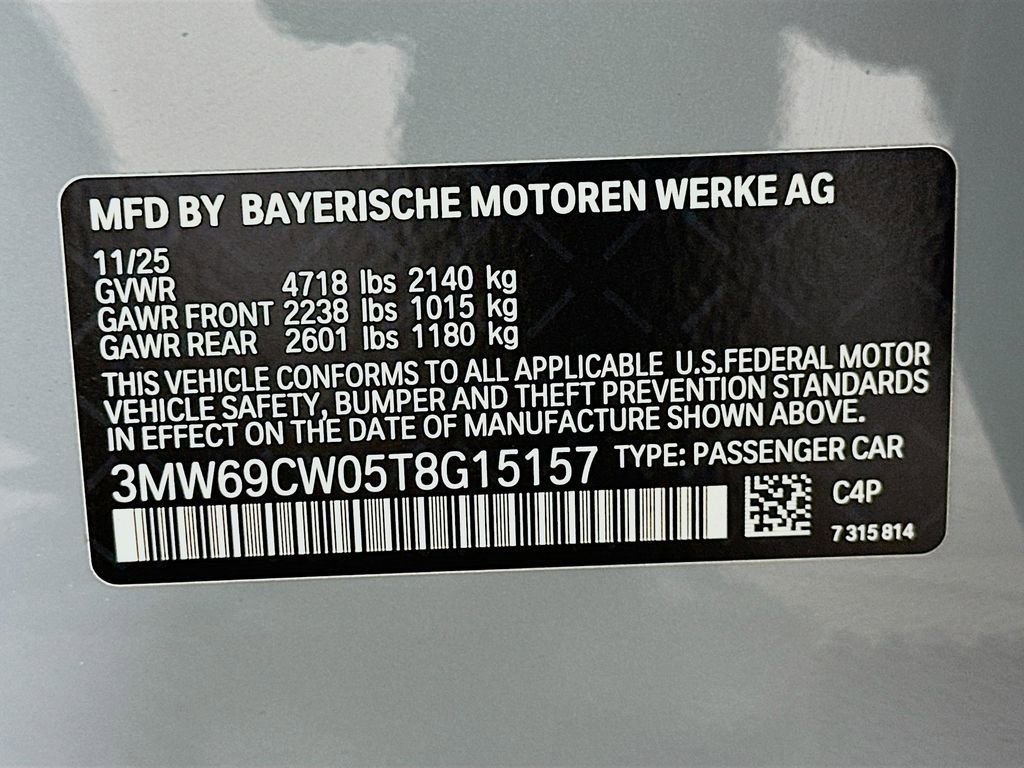 MFD BY BAYERISCHE MOTOREN WERKE AG
11/25
GVWR 4718 lbs 2140 kg
GAWR FRONT 2238 lbs 1015 kg
GAWR REAR 2601 lbs 1180 kg
THIS VEHICLE CONFORMS TO ALL APPLICABLE U.S.FEDERAL MOTOR
VEHICLE SAFETY, BUMPER AND THEFT PREVENTION STANDARDS
IN EFFECT ON THE DATE OF MANUFACTURE SHOWN ABOVE.
3MW69CW05T8G15157 TYPE: PASSENGER CAR
C4P
7 315 814